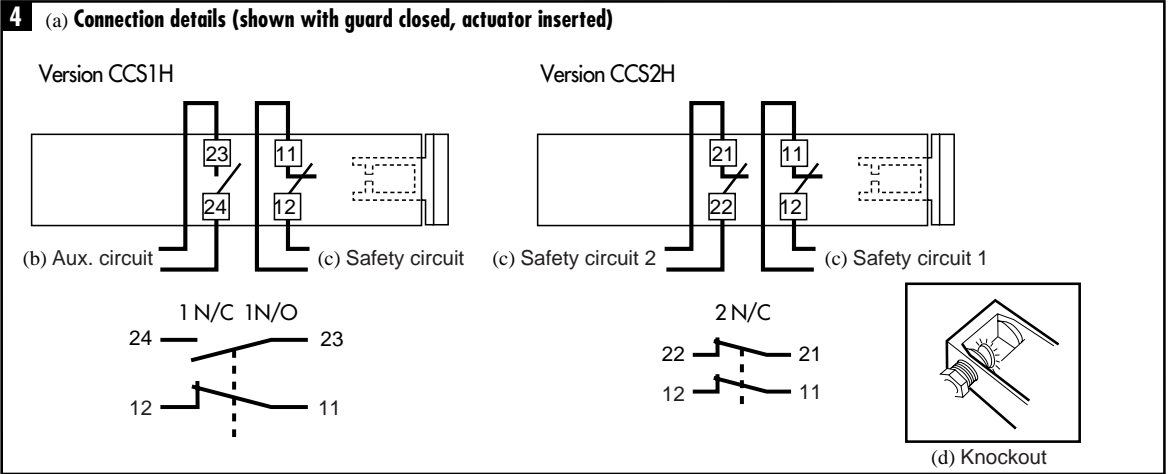 4 (a) Connection details (shown with guard closed, actuator inserted)
Version CCS1H
23 11
24 12
(b) Aux. circuit (c) Safety circuit
1 N/C 1N/O
24 23
12 11
Version CCS2H
21 11
22 12
(c) Safety circuit 2 (c) Safety circuit 1
2 N/C
22 21
12 11
(d) Knockout